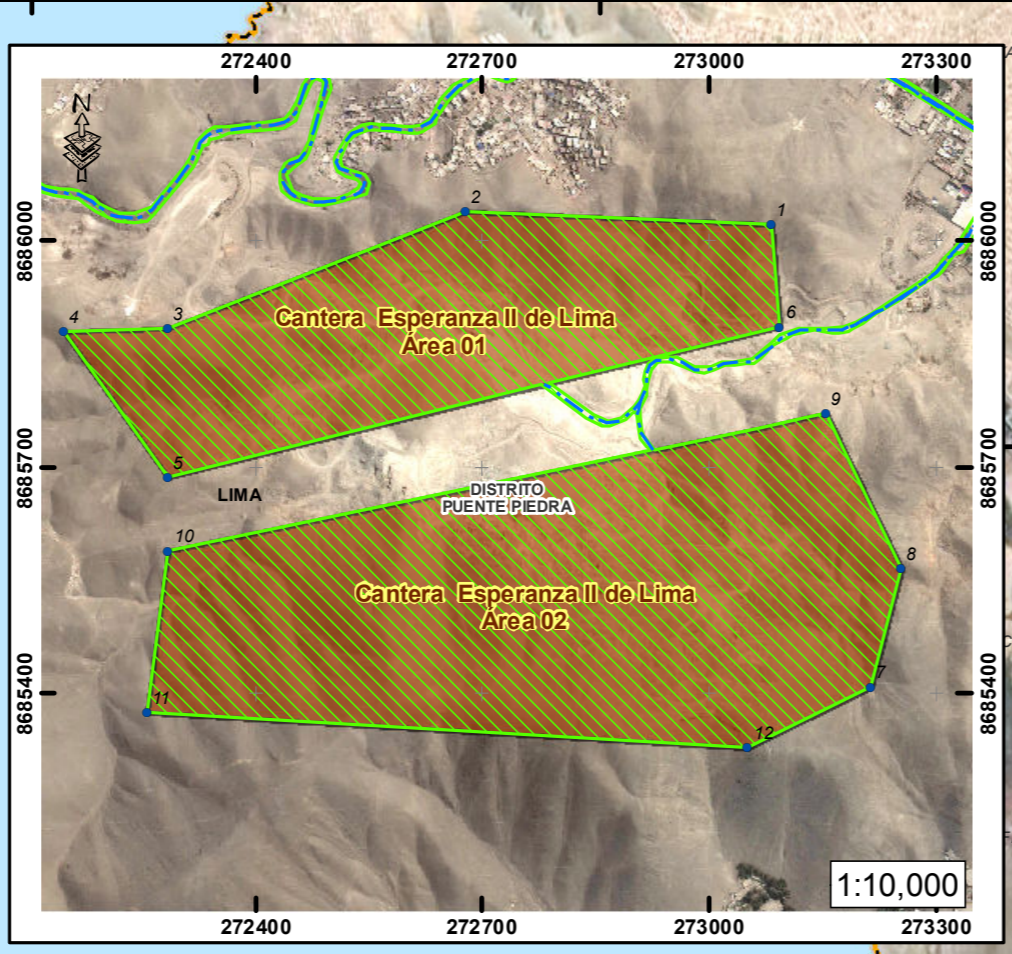 272400 272700 273000 273300
N
2
1
8686000
8686000
4
3
6
Cantera Esperanza II de Lima
Área 01
9
8685700
8685700
5
LIMA
DISTRITO
PUENTE PIEDRA
10
8
Cantera Esperanza II de Lima
Área 02
8685400
8685400
7
11
12
1:10,000
272400 272700 273000 273300